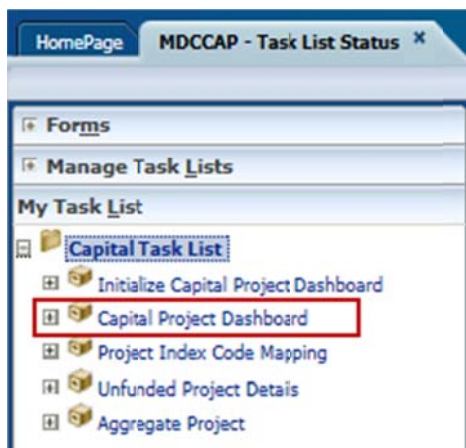 HomePage MDCCAP - Task List Status ×
Forms
Manage Task Lists
My Task List
Capital Task List
Initialize Capital Project Dashboard
Capital Project Dashboard
Project Index Code Mapping
Unfunded Project Details
Aggregate Project